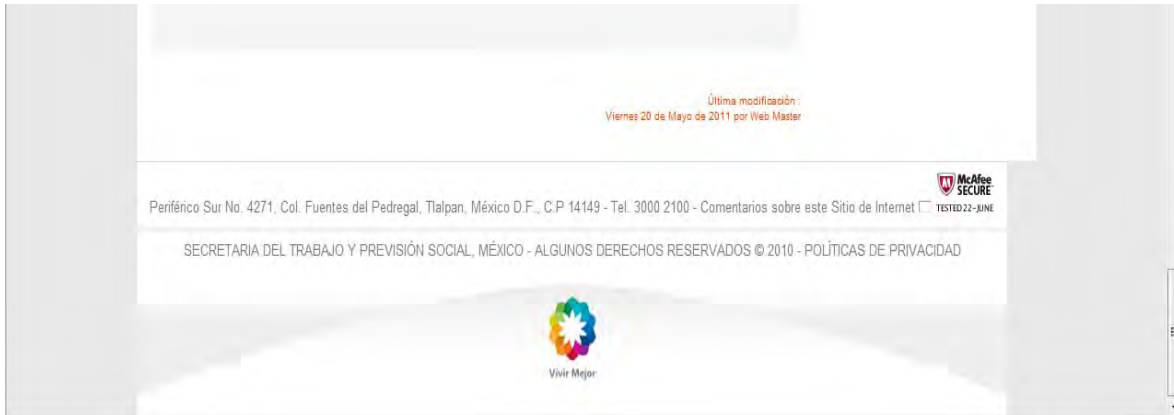 Última modificación :
Viernes 20 de Mayo de 2011 por Web Master
McAfee
SECURE
Periférico Sur No. 4271, Col. Fuentes del Pedregal, Tlalpan, México D.F., C.P 14149 - Tel. 3000 2100 - Comentarios sobre este Sitio de Internet
TESTED 22-JUNE
SECRETARIA DEL TRABAJO Y PREVISIÓN SOCIAL, MÉXICO - ALGUNOS DERECHOS RESERVADOS © 2010 - POLÍTICAS DE PRIVACIDAD
Vivir Mejor